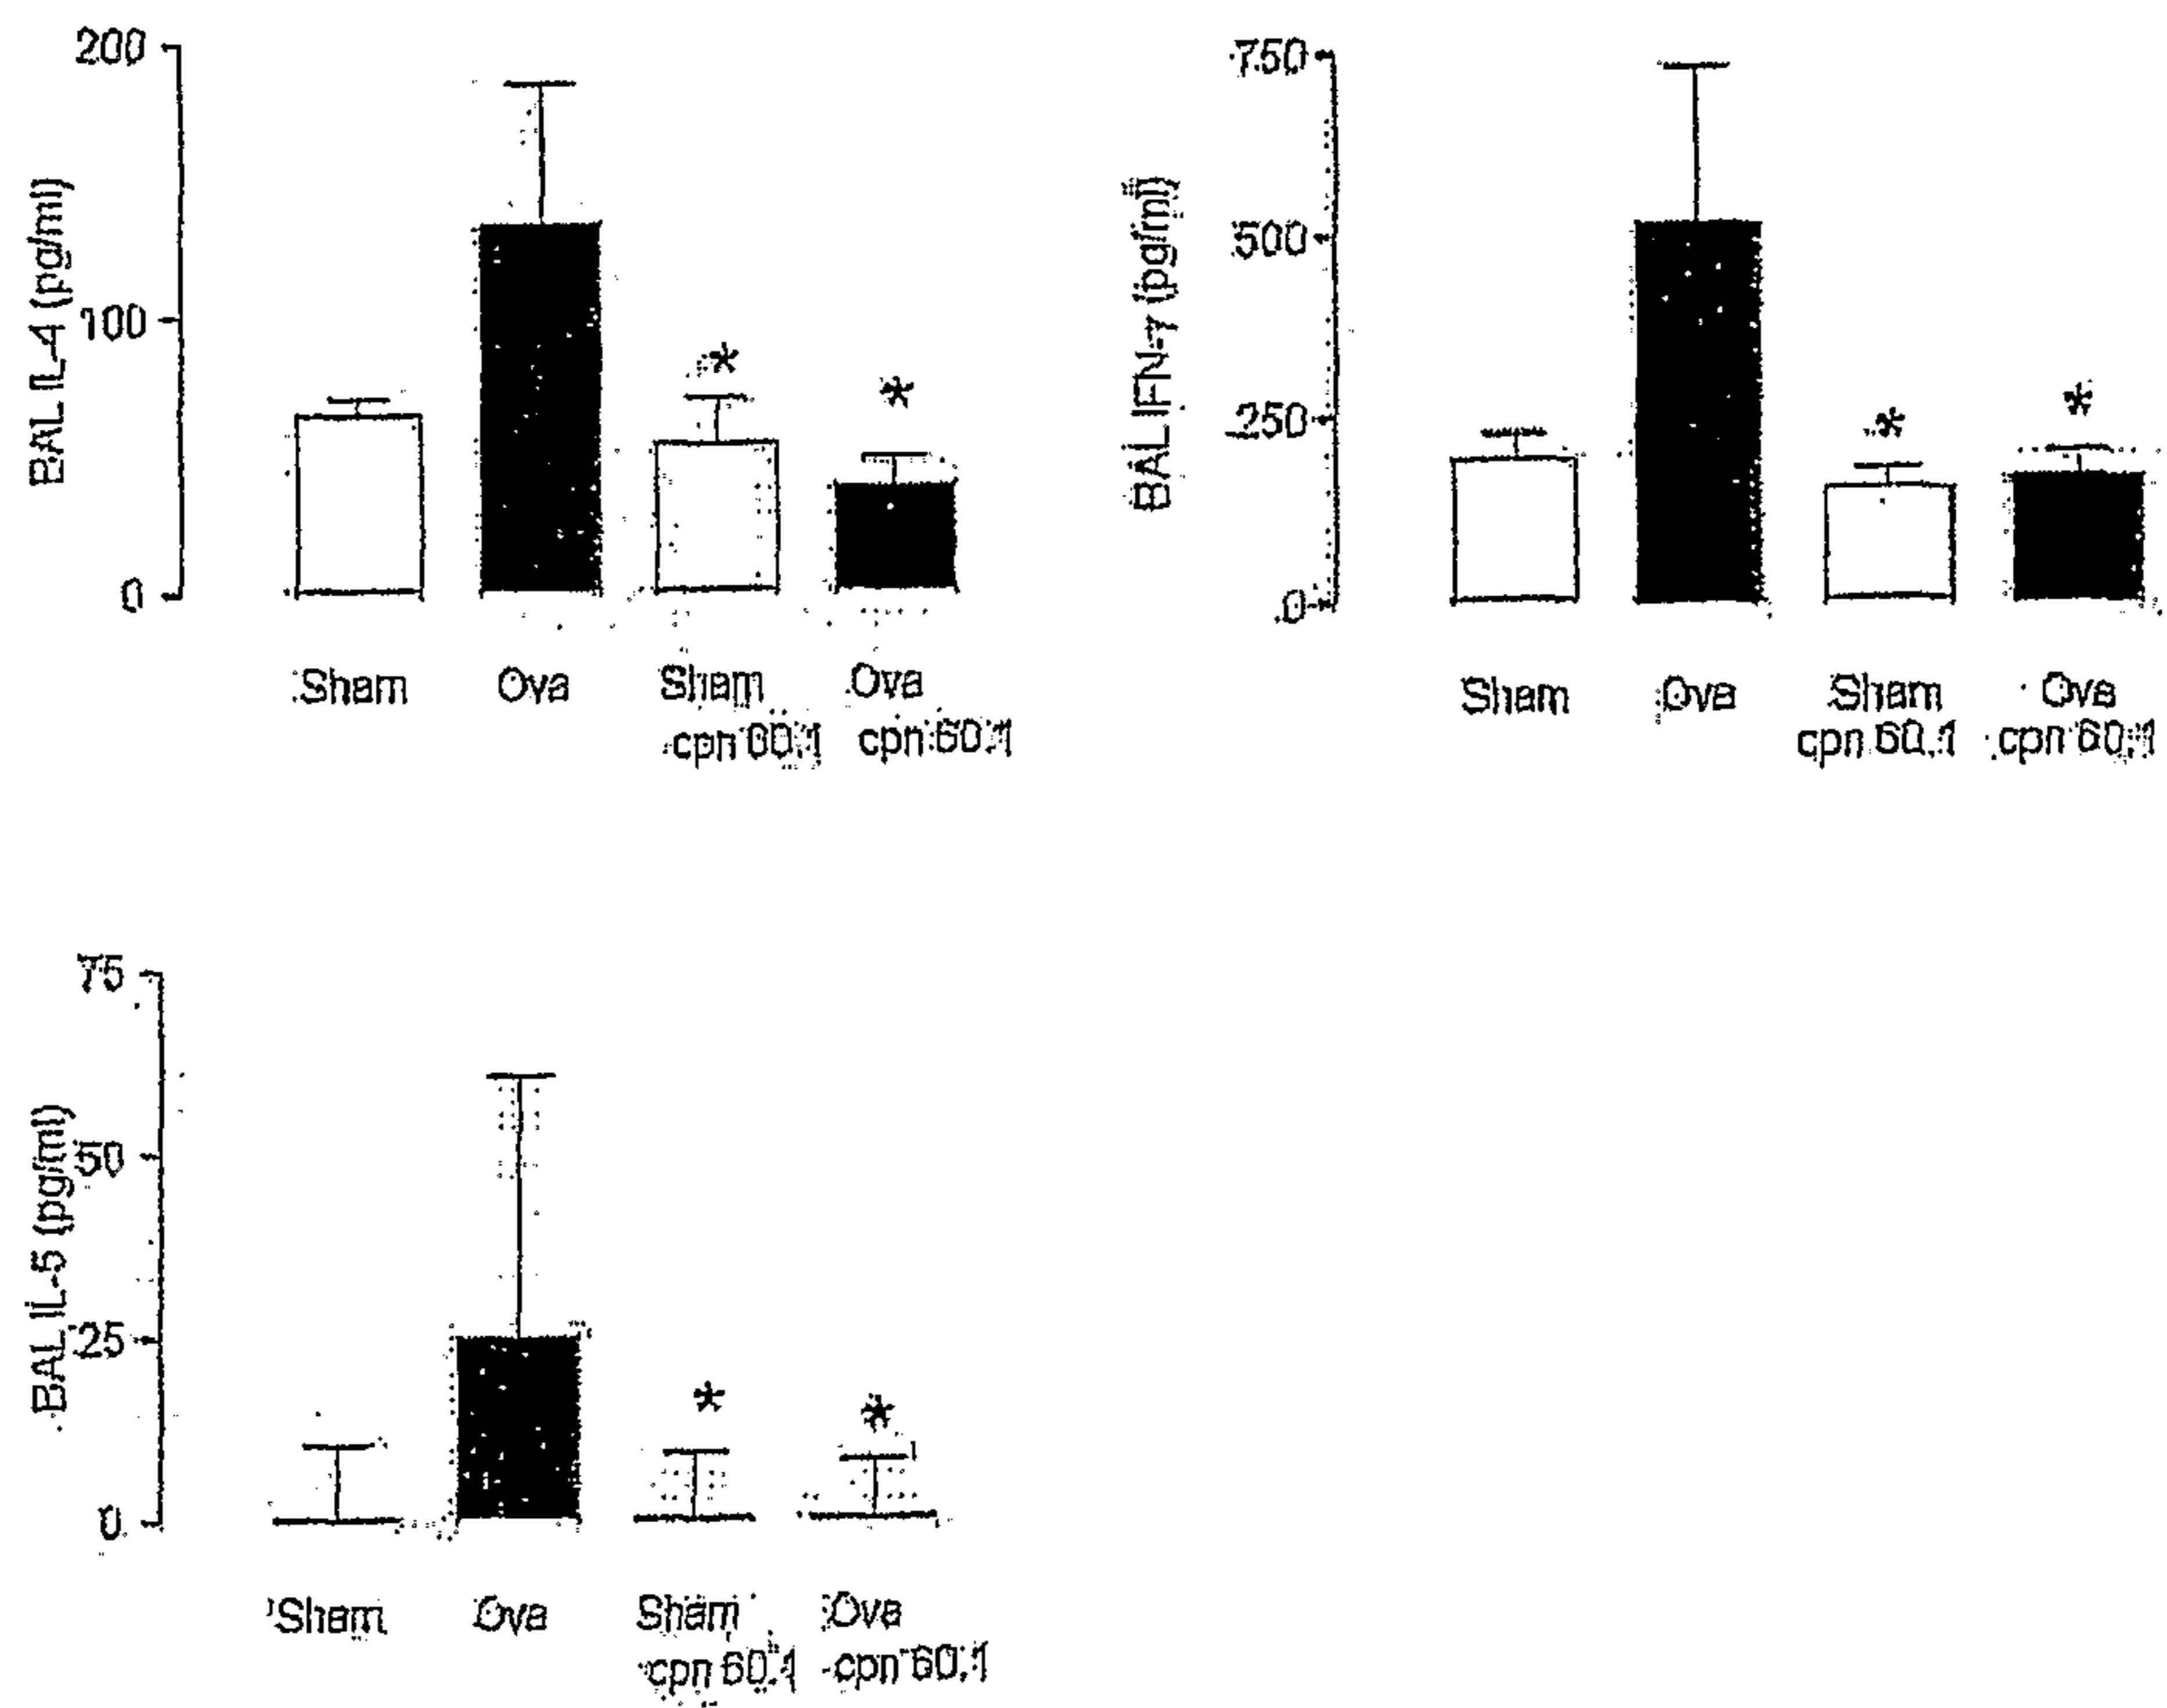 200
100
0
BAL IL-4 (pg/ml)
*
*
Sham
Ova
Sham
cpn 60.1
Ova
cpn 60.1
750
500
250
0
BAL IFN-γ (pg/ml)
*
*
Sham
Ova
Sham
cpn 60.1
Ova
cpn 60.1
75
50
25
0
BAL IL-5 (pg/ml)
*
*
Sham
Ova
Sham
cpn 60.1
Ova
cpn 60.1